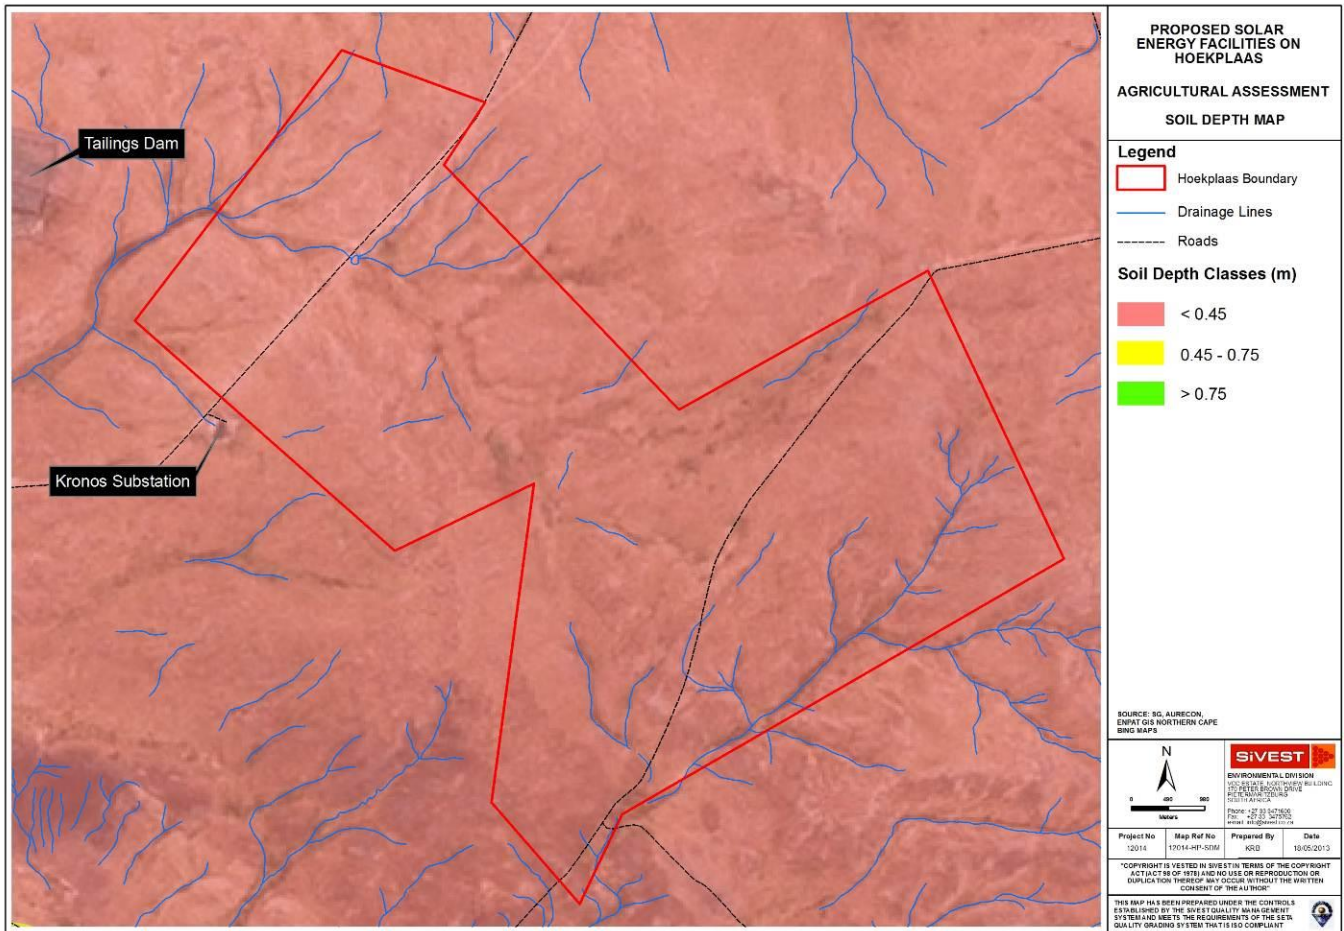 Tailings Dam
Kronos Substation
PROPOSED SOLAR
ENERGY FACILITIES ON
HOEKPLAAS
AGRICULTURAL ASSESSMENT
SOIL DEPTH MAP
Legend
Hoekplaas Boundary
Drainage Lines
Roads
Soil Depth Classes (m)
< 0.45
0.45 - 0.75
> 0.75
SOURCE: SG, AURECON,
ENPAT GIS NORTHERN CAPE
BING MAPS
N
0 490 980
Meters
SiVEST
ENVIRONMENTAL DIVISION
PIETERMARITZBURG
SOUTH AFRICA
Project No Map Ref No Prepared By Date
12014 12014-HP-SDM KRB 18/05/2013
"COPYRIGHT IS VESTED IN SIVEST IN TERMS OF THE COPYRIGHT
ACT (ACT 98 OF 1978) AND NO USE OR REPRODUCTION OR
DUPLICATION THEREOF MAY OCCUR WITHOUT THE WRITTEN
CONSENT OF THE AUTHOR"
THIS MAP HAS BEEN PREPARED UNDER THE CONTROLS
ESTABLISHED BY THE SIVEST QUALITY MANAGEMENT
SYSTEM AND MEETS THE REQUIREMENTS OF THE SETA
QUALITY GRADING SYSTEM THAT IS ISO COMPLIANT